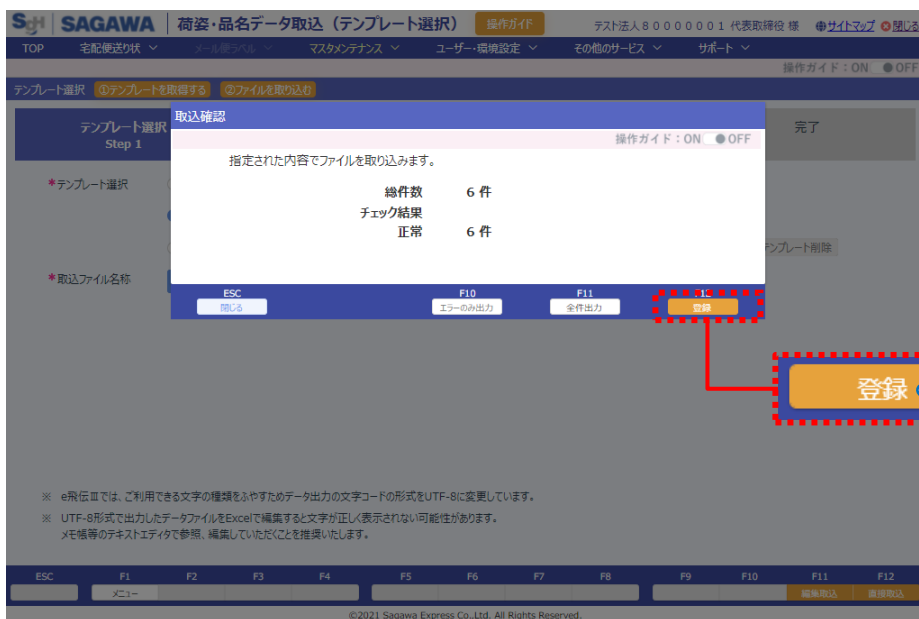 SGH SAGAWA 荷姿・品名データ取込（テンプレート選択） 操作ガイド テスト法人８０００００００１ 代表取締役 様 サイトマップ 閉じる
TOP 宅配便送り状 メール便ラベル マスタメンテナンス ユーザー・環境設定 その他のサービス サポート
操作ガイド：ON OFF
テンプレート選択 ①テンプレートを取得する ②ファイルを取り込む
テンプレート選択
Step 1
完了
取込確認
操作ガイド：ON OFF
指定された内容でファイルを取り込みます。
総件数 6 件
チェック結果
正常 6 件
*テンプレート選択
テンプレート削除
*取込ファイル名称
ESC F10 F11 F12
閉じる エラーのみ出力 全件出力 登録
登録
※ e飛伝Ⅲでは、ご利用できる文字の種類をふやすためデータ出力の文字コードの形式をUTF-8に変更しています。
※ UTF-8形式で出力したデータファイルをExcelで編集すると文字が正しく表示されない可能性があります。
メモ帳等のテキストエディタで参照、編集していただくことを推奨いたします。
ESC F1 F2 F3 F4 F5 F6 F7 F8 F9 F10 F11 F12
メニュー 編集取込 直接取込
©2021 Sagawa Express Co.,Ltd. All Rights Reserved.